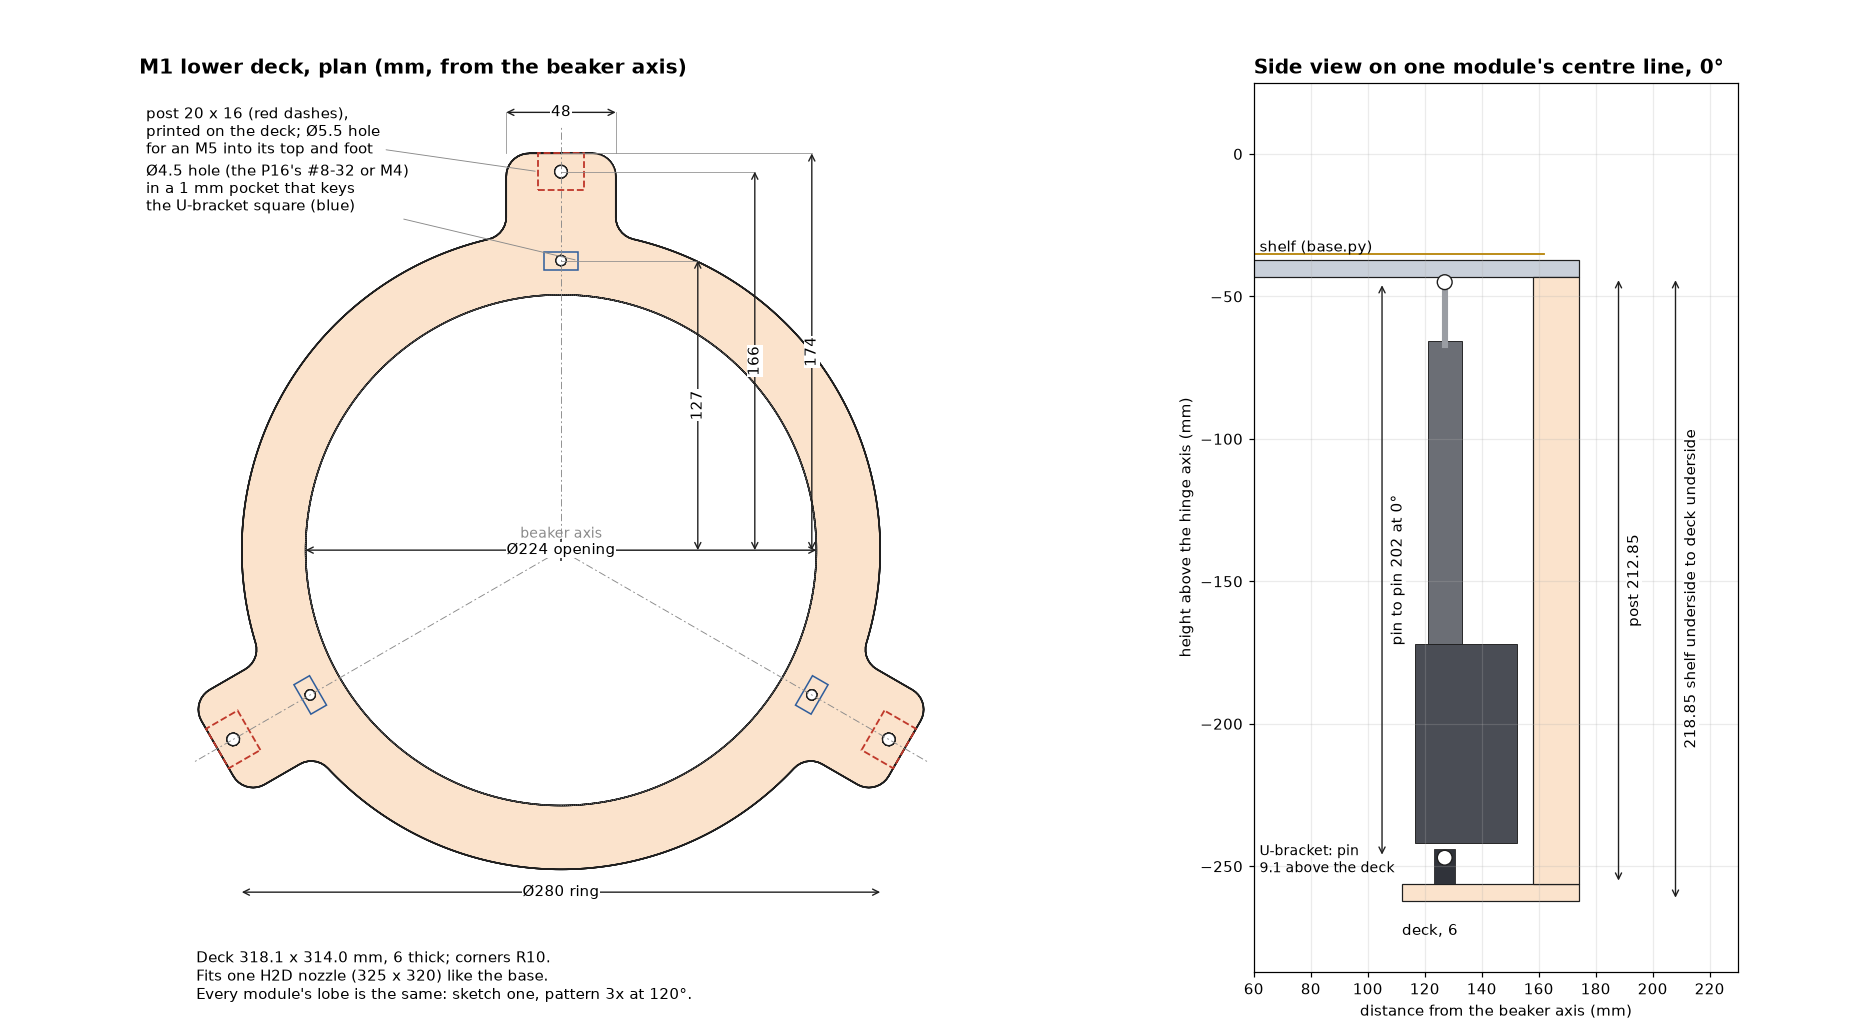 M1 lower deck, plan (mm, from the beaker axis)
post 20 x 16 (red dashes),
printed on the deck; Ø5.5 hole
for an M5 into its top and foot
Ø4.5 hole (the P16's #8-32 or M4)
in a 1 mm pocket that keys
the U-bracket square (blue)
48
174
166
127
beaker axis
Ø224 opening
Ø280 ring
Deck 318.1 x 314.0 mm, 6 thick; corners R10.
Fits one H2D nozzle (325 x 320) like the base.
Every module's lobe is the same: sketch one, pattern 3x at 120°.
Side view on one module's centre line, 0°
height above the hinge axis (mm)
0
−50
−100
−150
−200
−250
shelf (base.py)
pin to pin 202 at 0°
post 212.85
218.85 shelf underside to deck underside
U-bracket: pin
9.1 above the deck
deck, 6
60 80 100 120 140 160 180 200 220
distance from the beaker axis (mm)